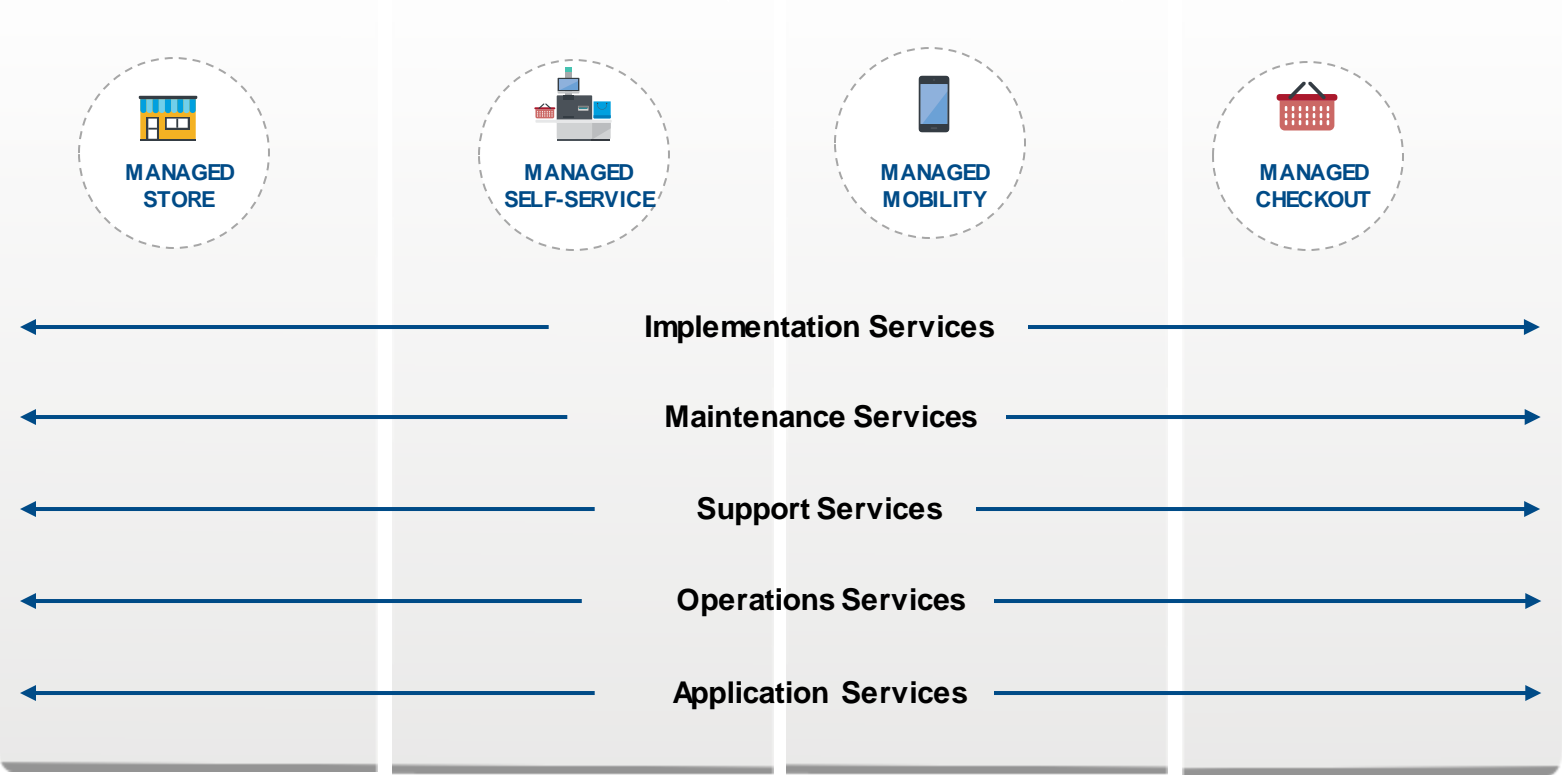 MANAGED
STORE
MANAGED
SELF-SERVICE
MANAGED
MOBILITY
MANAGED
CHECKOUT
Implementation Services
Maintenance Services
Support Services
Operations Services
Application Services